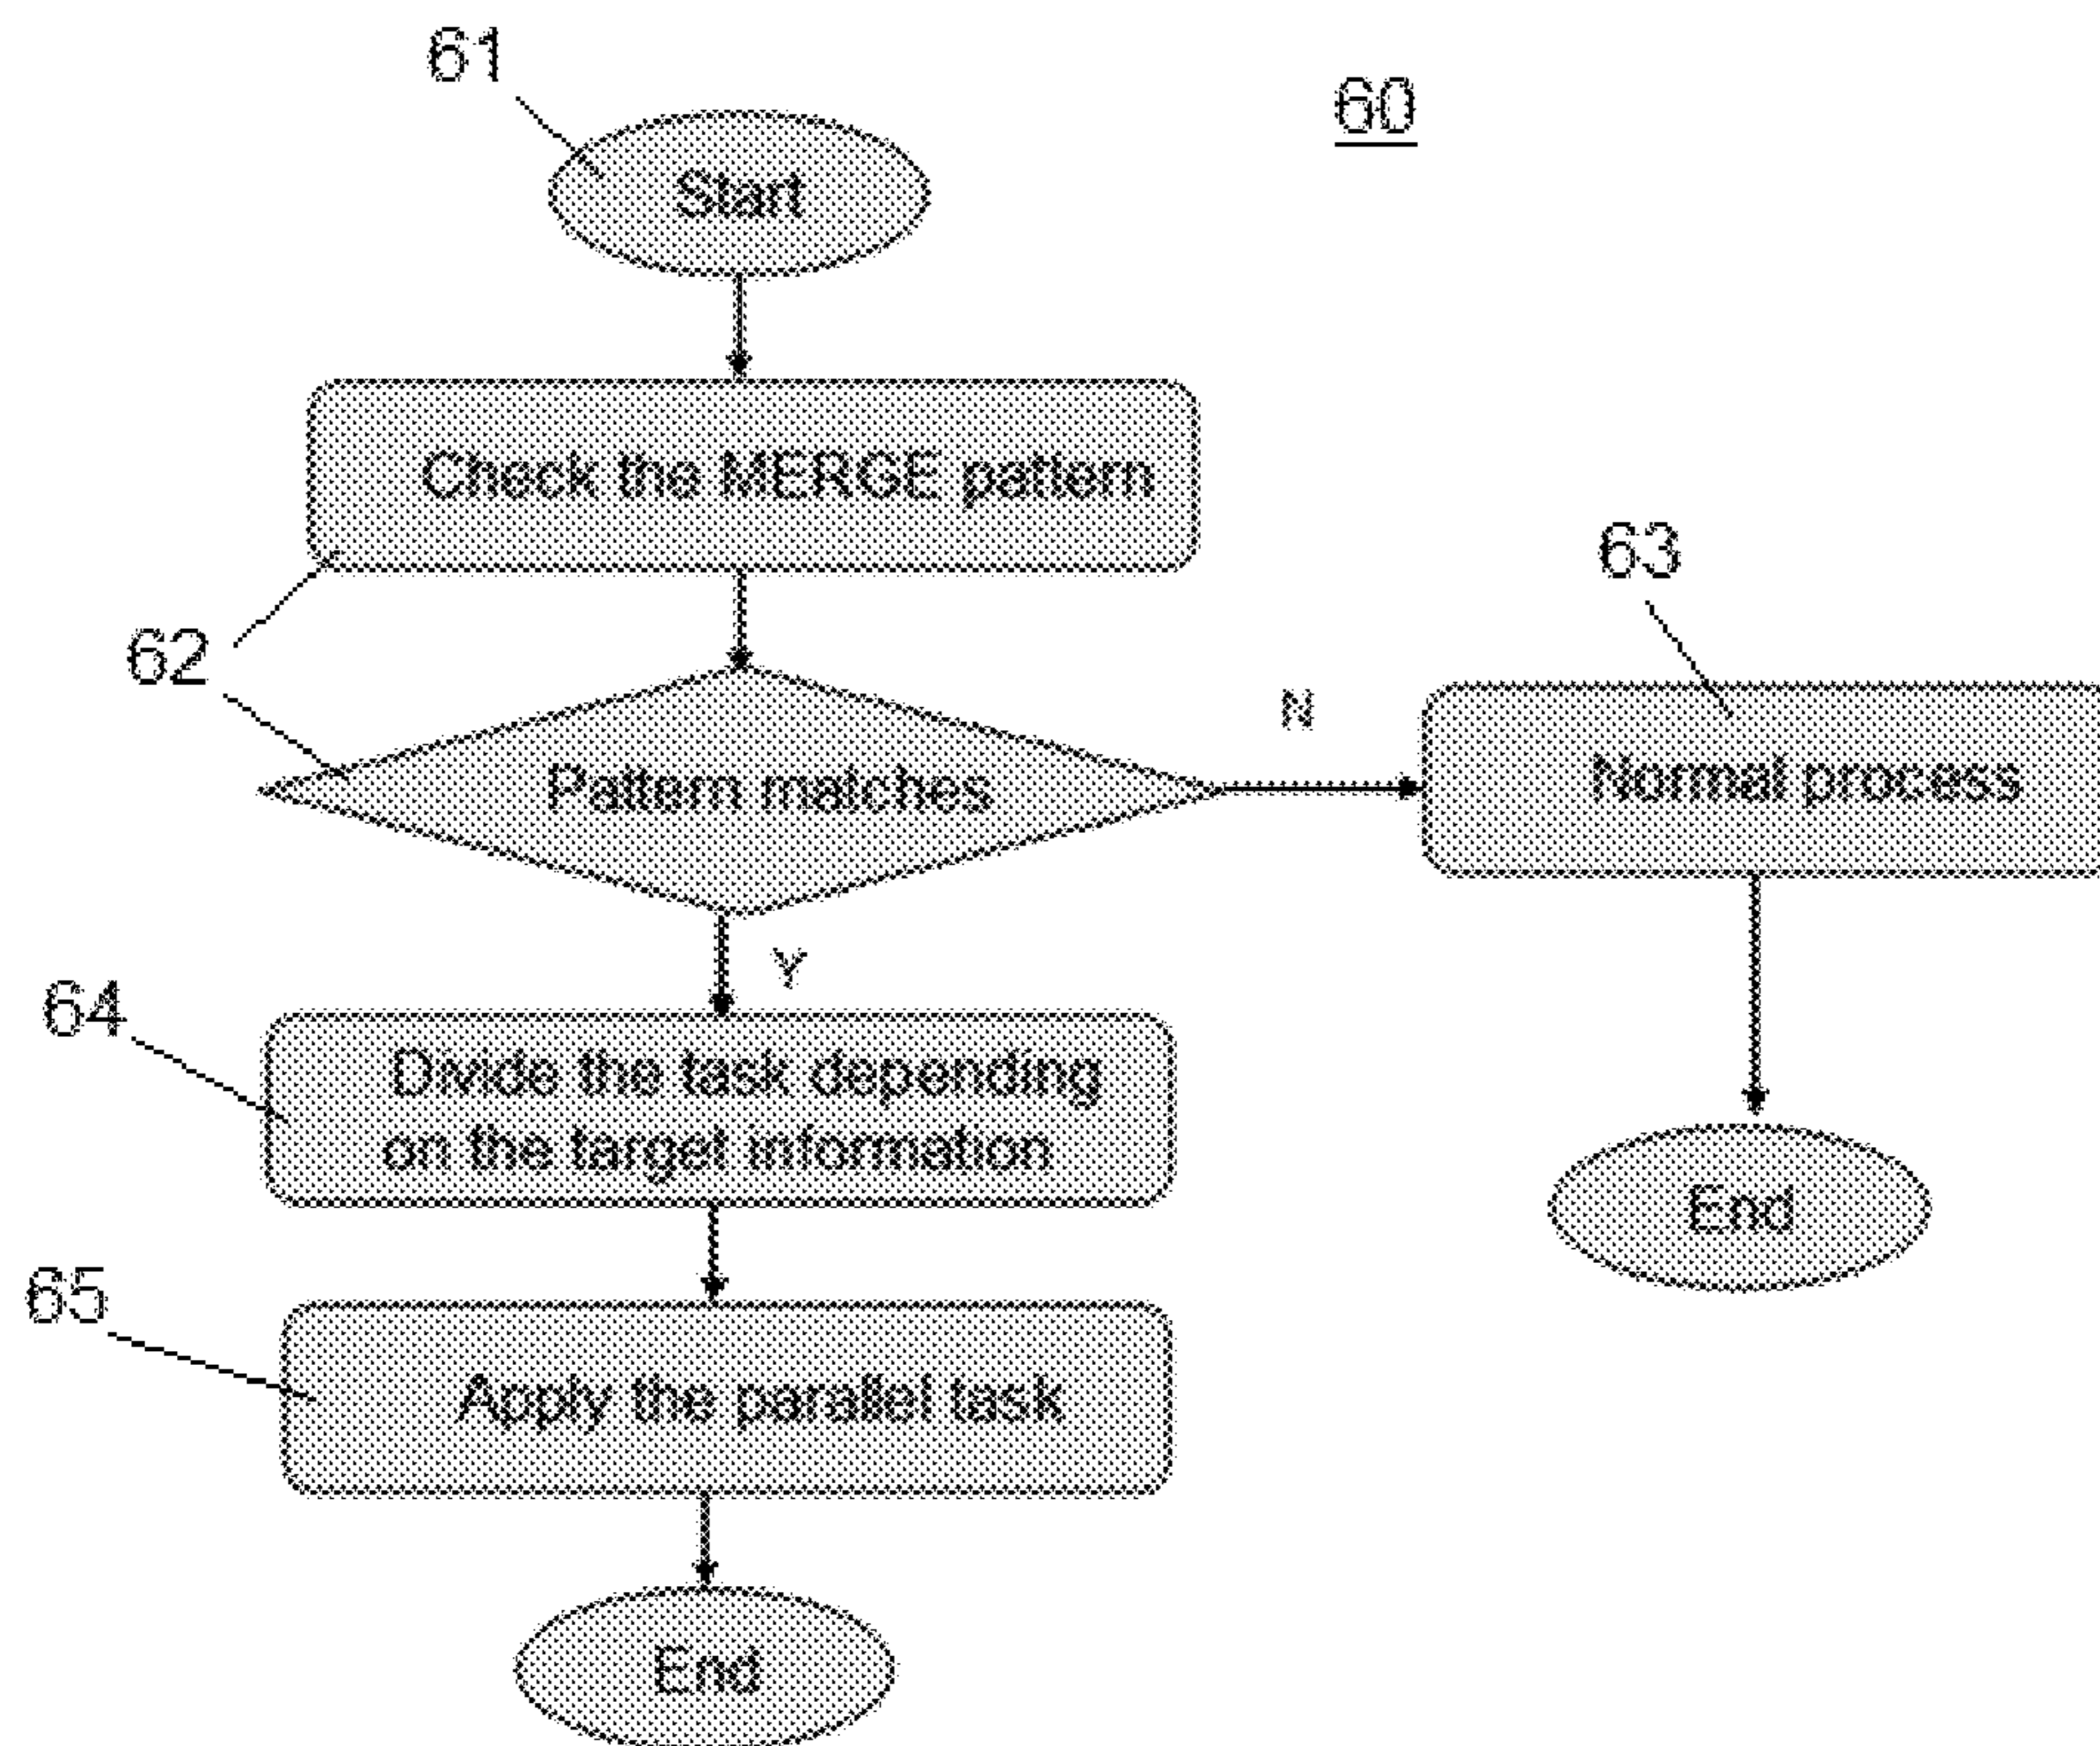 61
60
Start
Check the MERGE pattern
62
63
Pattern matches
N
Normal process
Y
64
Divide the task depending
on the target information
End
65
Apply the parallel task
End